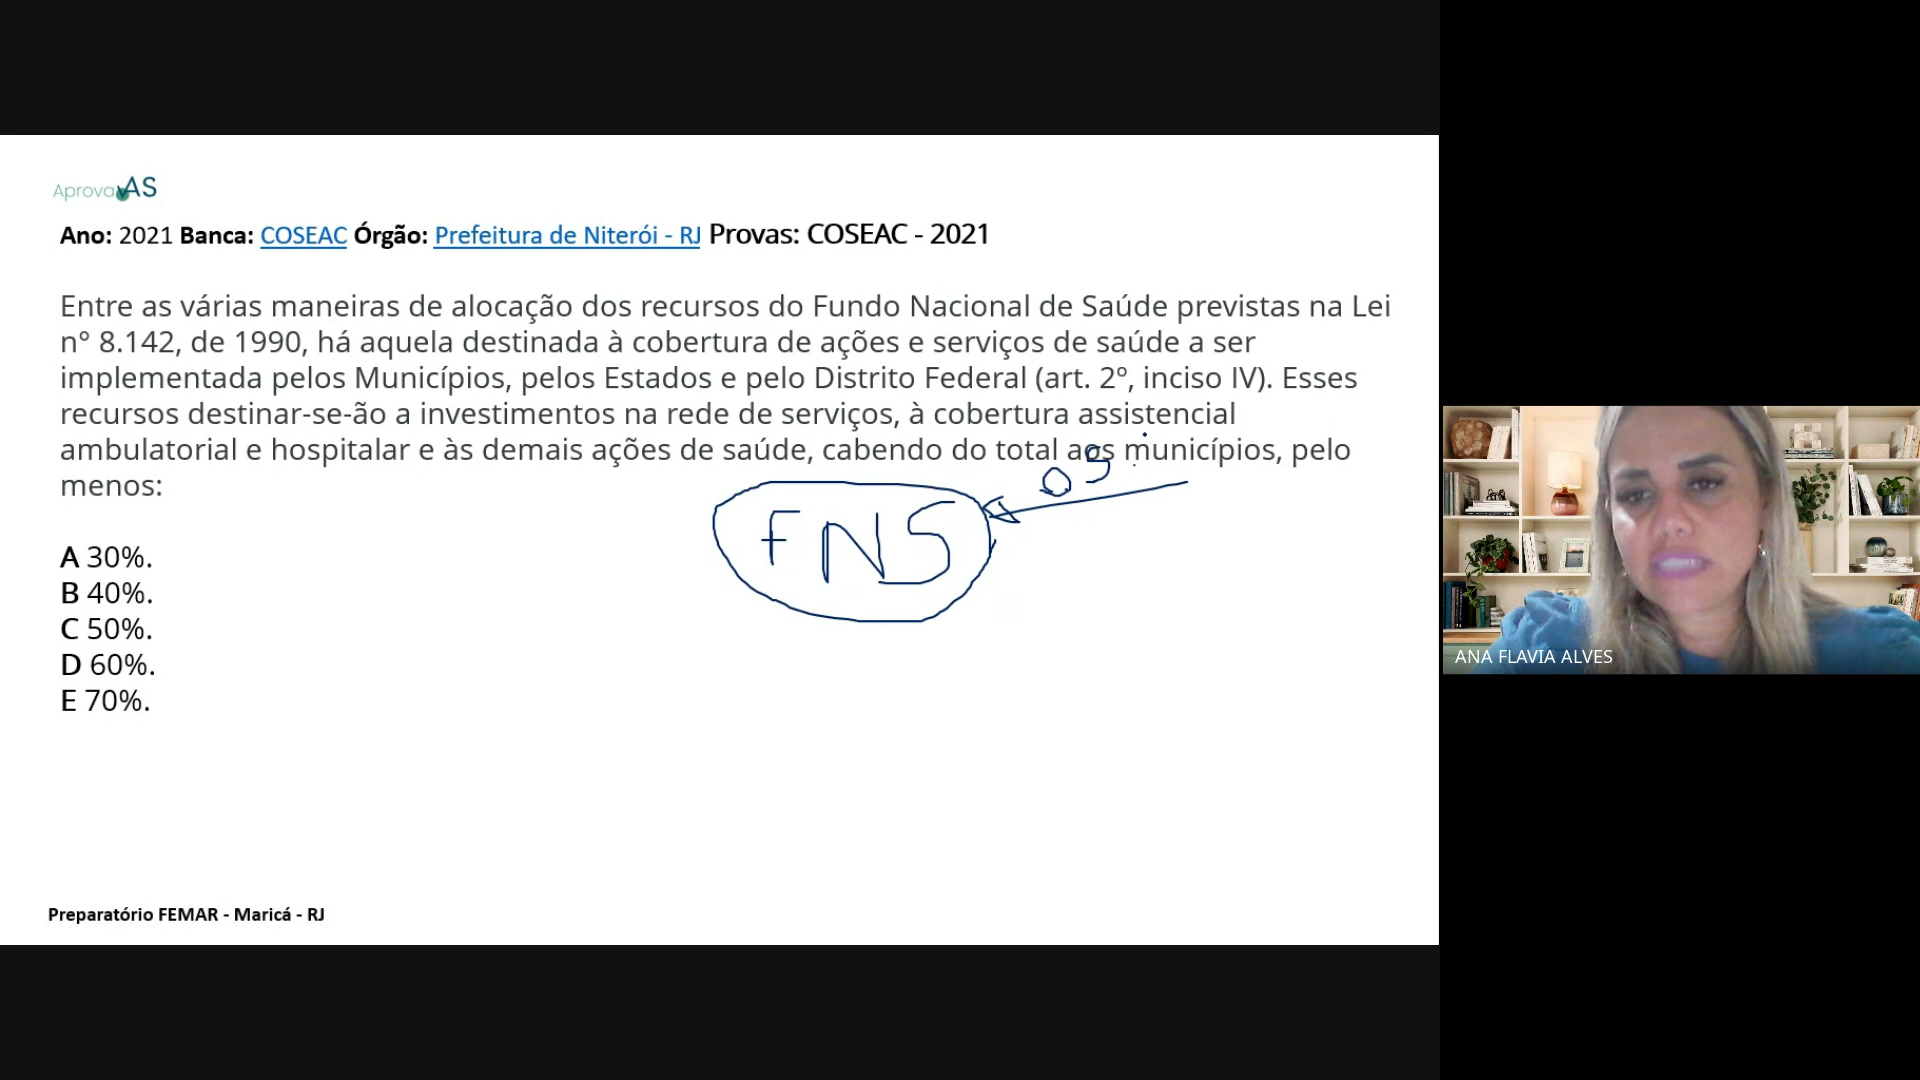 AprovaAS
Ano: 2021 Banca: COSEAC Órgão: Prefeitura de Niterói - RJ Provas: COSEAC - 2021
Entre as várias maneiras de alocação dos recursos do Fundo Nacional de Saúde previstas na Lei
n° 8.142, de 1990, há aquela destinada à cobertura de ações e serviços de saúde a ser
implementada pelos Municípios, pelos Estados e pelo Distrito Federal (art. 2º, inciso IV). Esses
recursos destinar-se-ão a investimentos na rede de serviços, à cobertura assistencial
ambulatorial e hospitalar e às demais ações de saúde, cabendo do total aos municípios, pelo
menos:
05
FNS
A 30%.
B 40%.
C 50%.
D 60%.
E 70%.
ANA FLAVIA ALVES
Preparatório FEMAR - Maricá - RJ